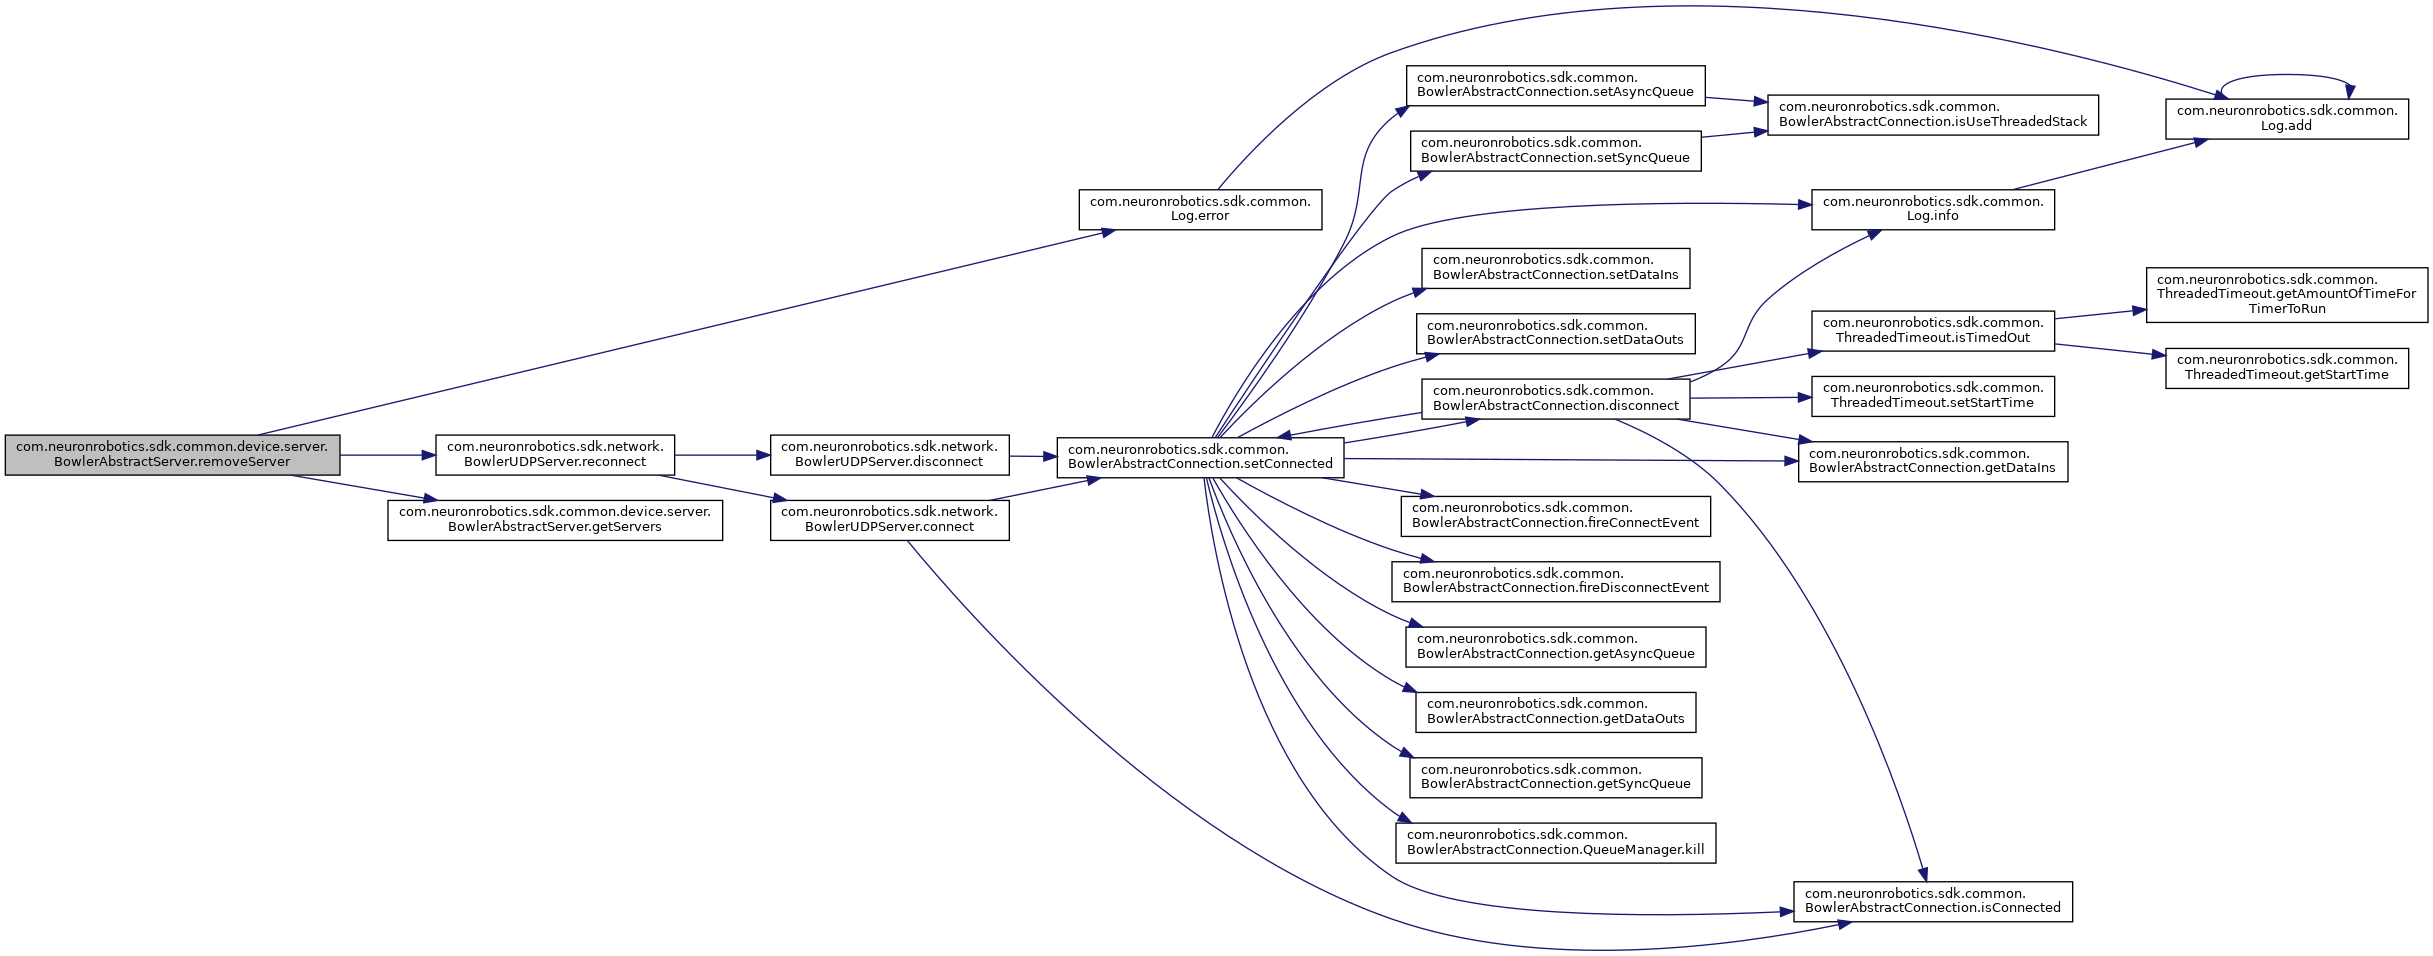 com.neuronrobotics.sdk.common.device.server.
BowlerAbstractServer.removeServer
com.neuronrobotics.sdk.network.
BowlerUDPServer.reconnect
com.neuronrobotics.sdk.common.device.server.
BowlerAbstractServer.getServers
com.neuronrobotics.sdk.network.
BowlerUDPServer.disconnect
com.neuronrobotics.sdk.network.
BowlerUDPServer.connect
com.neuronrobotics.sdk.common.
Log.error
com.neuronrobotics.sdk.common.
BowlerAbstractConnection.setConnected
com.neuronrobotics.sdk.common.
BowlerAbstractConnection.setAsyncQueue
com.neuronrobotics.sdk.common.
BowlerAbstractConnection.setSyncQueue
com.neuronrobotics.sdk.common.
BowlerAbstractConnection.setDataIns
com.neuronrobotics.sdk.common.
BowlerAbstractConnection.setDataOuts
com.neuronrobotics.sdk.common.
BowlerAbstractConnection.disconnect
com.neuronrobotics.sdk.common.
BowlerAbstractConnection.fireConnectEvent
com.neuronrobotics.sdk.common.
BowlerAbstractConnection.fireDisconnectEvent
com.neuronrobotics.sdk.common.
BowlerAbstractConnection.getAsyncQueue
com.neuronrobotics.sdk.common.
BowlerAbstractConnection.getDataOuts
com.neuronrobotics.sdk.common.
BowlerAbstractConnection.getSyncQueue
com.neuronrobotics.sdk.common.
BowlerAbstractConnection.QueueManager.kill
com.neuronrobotics.sdk.common.
BowlerAbstractConnection.isUseThreadedStack
com.neuronrobotics.sdk.common.
Log.info
com.neuronrobotics.sdk.common.
ThreadedTimeout.isTimedOut
com.neuronrobotics.sdk.common.
ThreadedTimeout.setStartTime
com.neuronrobotics.sdk.common.
BowlerAbstractConnection.getDataIns
com.neuronrobotics.sdk.common.
BowlerAbstractConnection.isConnected
com.neuronrobotics.sdk.common.
Log.add
com.neuronrobotics.sdk.common.
ThreadedTimeout.getAmountOfTimeFor
TimerToRun
com.neuronrobotics.sdk.common.
ThreadedTimeout.getStartTime